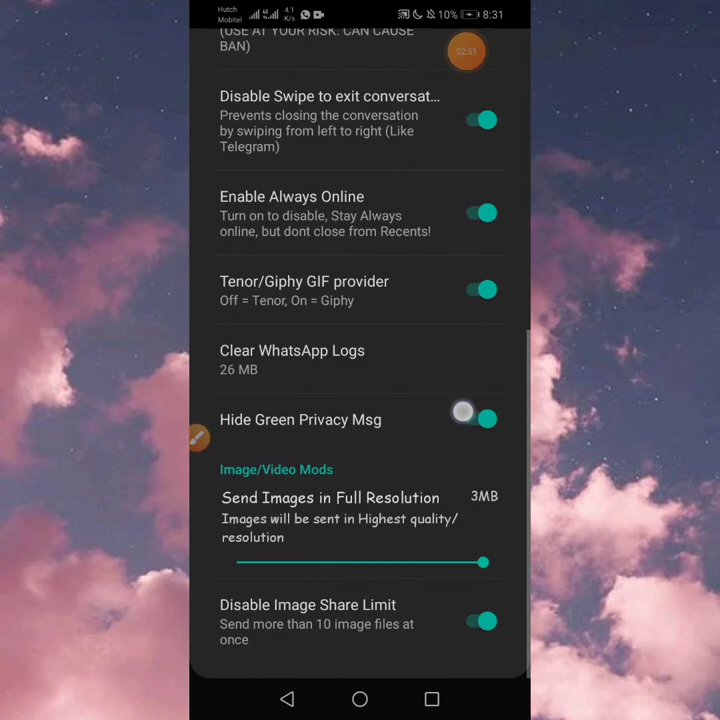 Hutch
Mobitel
4.1
K/s
10%
8:31
(USE AT YOUR RISK. CAN CAUSE
BAN)
02:51
Disable Swipe to exit conversat...
Prevents closing the conversation
by swiping from left to right (Like
Telegram)
Enable Always Online
Turn on to disable, Stay Always
online, but dont close from Recents!
Tenor/Giphy GIF provider
Off = Tenor, On = Giphy
Clear WhatsApp Logs
26 MB
Hide Green Privacy Msg
Image/Video Mods
Send Images in Full Resolution 3MB
Images will be sent in Highest quality/
resolution
Disable Image Share Limit
Send more than 10 image files at
once